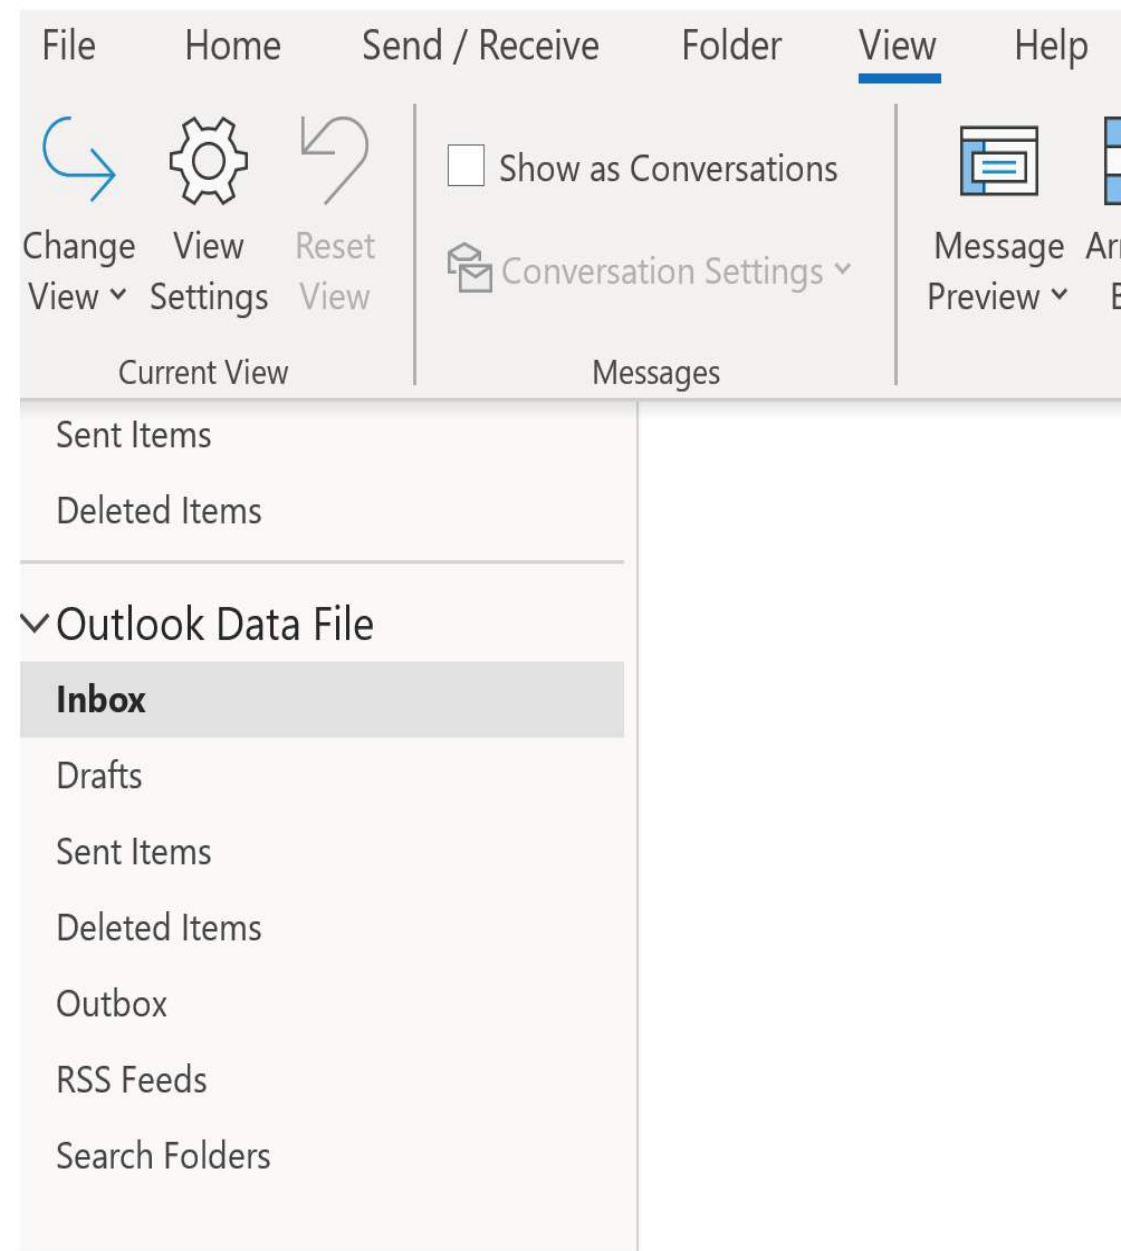 File Home Send / Receive Folder View Help
Show as Conversations
Change View View Settings Reset View
Conversation Settings
Message Preview
Current View Messages
Sent Items
Deleted Items
Outlook Data File
Inbox
Drafts
Sent Items
Deleted Items
Outbox
RSS Feeds
Search Folders